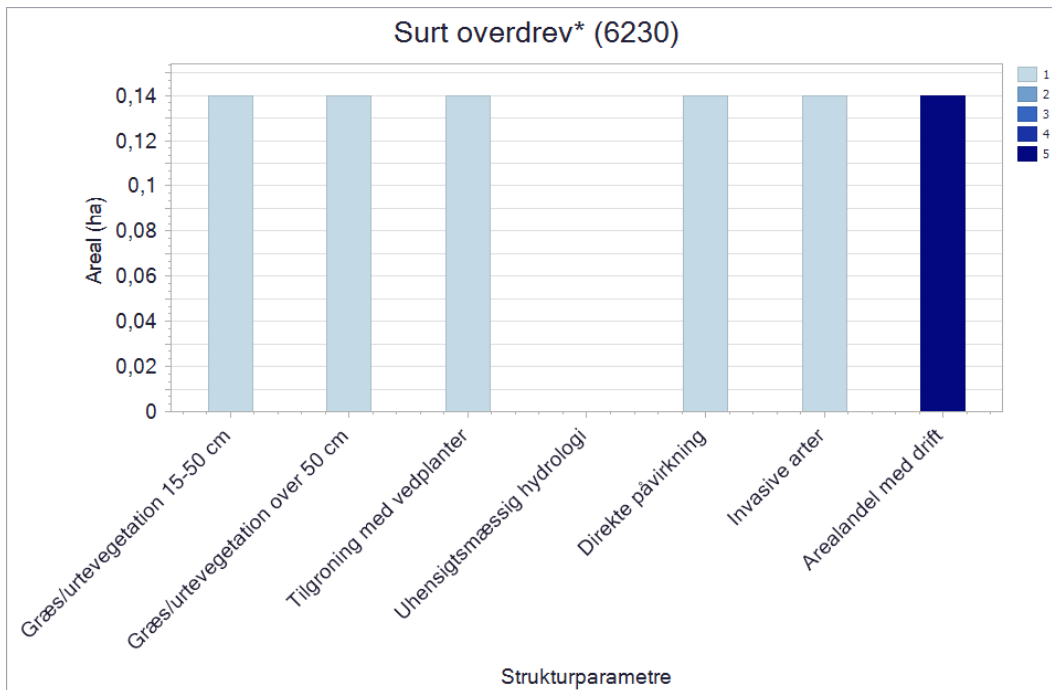 Surt overdrev* (6230)
Areal (ha)
0,14
0,12
0,1
0,08
0,06
0,04
0,02
0
1
2
3
4
5
Græs/urtevegetation 15-50 cm
Græs/urtevegetation over 50 cm
Tilgroning med vedplanter
Uhensigtsmæssig hydrologi
Direkte påvirkning
Invasive arter
Arealandel med drift
Strukturparametre